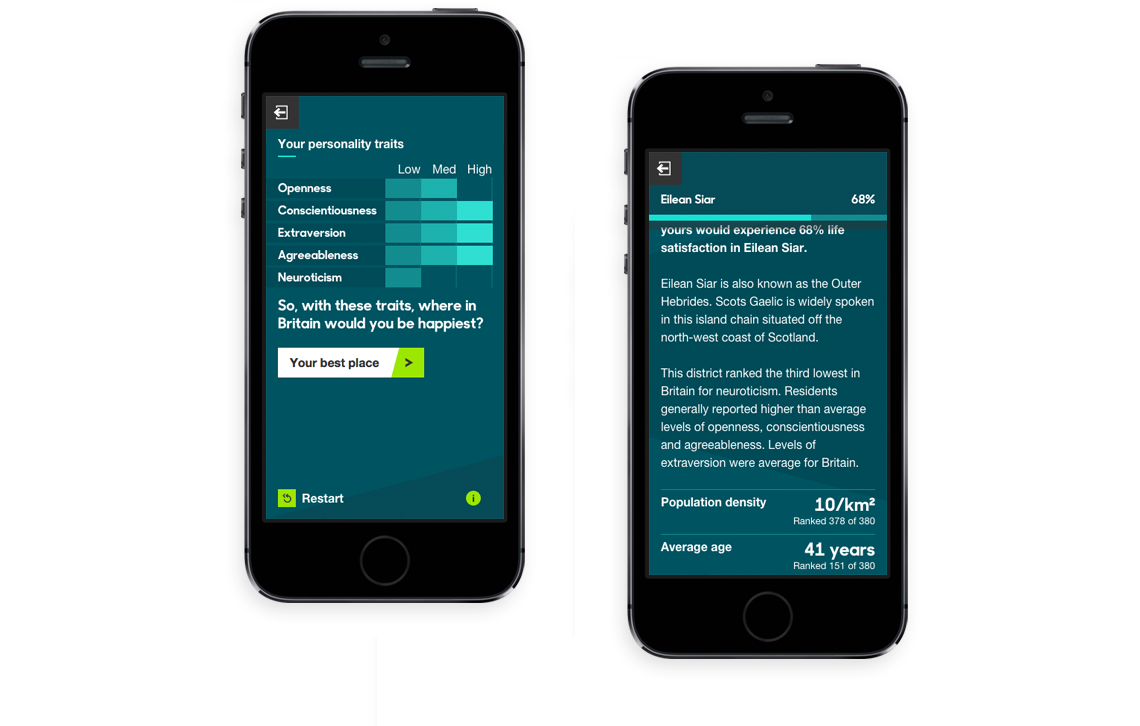 Your personality traits
Low Med High
Openness
Conscientiousness
Extraversion
Agreeableness
Neuroticism
So, with these traits, where in
Britain would you be happiest?
Your best place >
Restart i
Eilean Siar 68%
yours would experience 68% life
satisfaction in Eilean Siar.
Eilean Siar is also known as the Outer
Hebrides. Scots Gaelic is widely spoken
in this island chain situated off the
north-west coast of Scotland.
This district ranked the third lowest in
Britain for neuroticism. Residents
generally reported higher than average
levels of openness, conscientiousness
and agreeableness. Levels of
extraversion were average for Britain.
Population density 10/km²
Ranked 378 of 380
Average age 41 years
Ranked 151 of 380